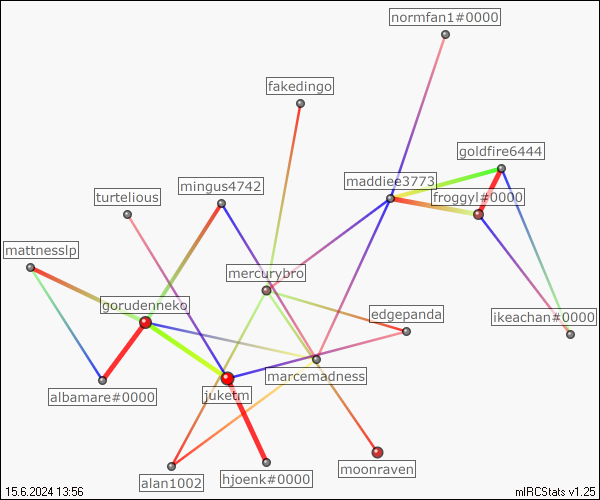 normfan1#0000
fakedingo
goldfire6444
maddiee3773
mingus4742
turtelious
froggyl#0000
mattnesslp
mercurybro
gorudenneko
edgepanda
ikeachan#0000
marcemadness
juketm
albamare#0000
moonraven
hjoenk#0000
alan1002
15.6.2024 13:56
mIRCStats v1.25